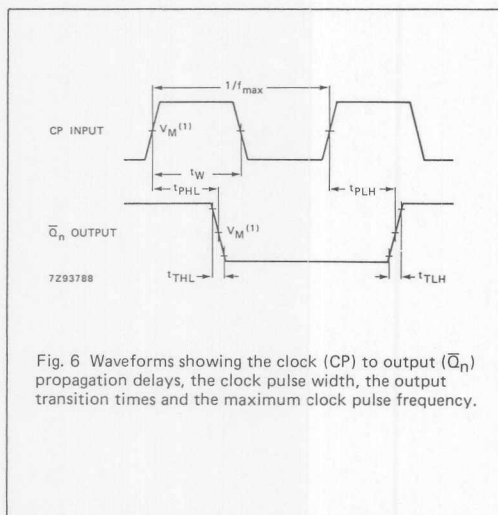 1/fmax
CP INPUT
VM(1)
tW
tPHL
tPLH
Q̅n OUTPUT
VM(1)
7Z93788
tTHL
tTLH
Fig. 6 Waveforms showing the clock (CP) to output (Q̅n)
propagation delays, the clock pulse width, the output
transition times and the maximum clock pulse frequency.